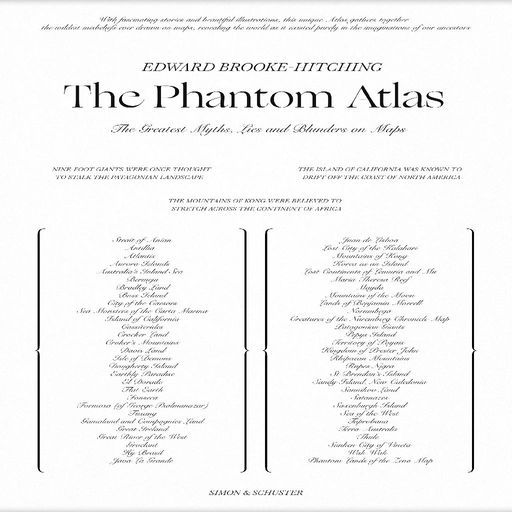 With fascinating stories and beautiful illustrations, this unique Atlas gathers together
the wildest misbeliefs ever drawn on maps, revealing the world as it existed purely in the imaginations of our ancestors
EDWARD BROOKE-HITCHING
The Phantom Atlas
The Greatest Myths, Lies and Blunders on Maps
NINE FOOT GIANTS WERE ONCE THOUGHT
TO STALK THE PATAGONIAN LANDSCAPE
THE ISLAND OF CALIFORNIA WAS KNOWN TO
DRIFT OFF THE COAST OF NORTH AMERICA
THE MOUNTAINS OF KONG WERE BELIEVED TO
STRETCH ACROSS THE CONTINENT OF AFRICA
Strait of Anian
Antillia
Atlantis
Aurora Islands
Australia's Inland Sea
Bermeja
Bradley Land
Buss Island
City of the Caesars
Sea Monsters of the Carta Marina
Island of California
Cassiterides
Crocker Land
Croker's Mountains
Davis Land
Isle of Demons
Dougherty Island
Earthly Paradise
El Dorado
Flat Earth
Fonseca
Formosa (of George Psalmanazar)
Fusang
Gamaland and Compagnies Land
Great Ireland
Great River of the West
Groclant
Hy Brasil
Java La Grande
Juan de Lisboa
Lost City of the Kalahari
Mountains of Kong
Korea as an Island
Lost Continents of Lemuria and Mu
Maria Theresa Reef
Mayda
Mountains of the Moon
Lands of Benjamin Morrell
Norumbega
Creatures of the Nuremberg Chronicle Map
Patagonian Giants
Pepys Island
Territory of Poyais
Kingdom of Prester John
Rhipaean Mountains
Rupes Nigra
St Brendan's Island
Sandy Island, New Caledonia
Sannikov Land
Satanazes
Saxenburgh Island
Sea of the West
Taprobana
Terra Australis
Thule
Sunken City of Vineta
Wak-Wak
Phantom Lands of the Zeno Map
SIMON & SCHUSTER